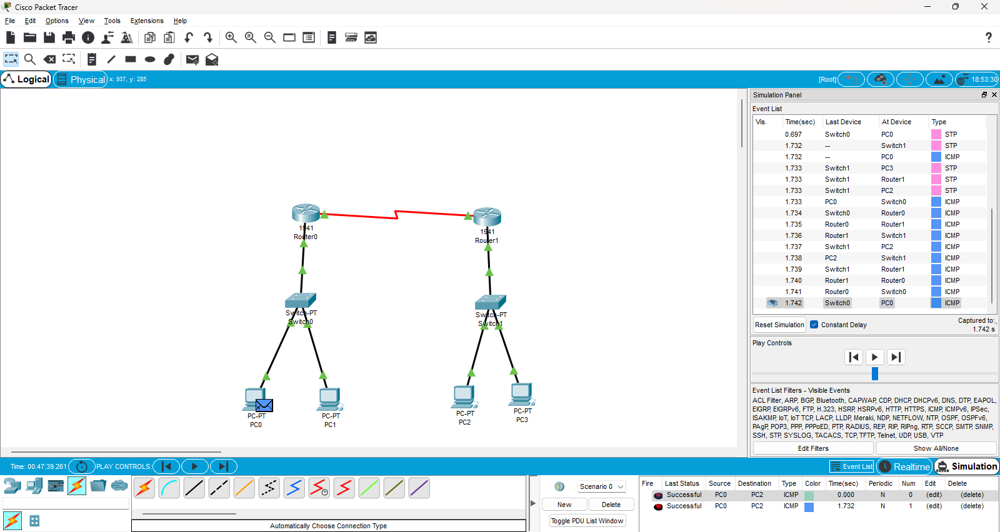 Cisco Packet Tracer
File Edit Options View Tools Extensions Help
?
Logical Physical x: 937, y: 285 [Root] 18:53:30
1941
Router0
1941
Router1
Switch-PT
Switch0
Switch-PT
Switch1
PC-PT
PC0
PC-PT
PC1
PC-PT
PC2
PC-PT
PC3
Simulation Panel
Event List
Vis. Time(sec) Last Device At Device Type
0.697 Switch0 PC0 STP
1.732 -- Switch1 STP
1.732 -- PC0 ICMP
1.733 Switch1 PC3 STP
1.733 Switch1 Router1 STP
1.733 Switch1 PC2 STP
1.733 PC0 Switch0 ICMP
1.734 Switch0 Router0 ICMP
1.735 Router0 Router1 ICMP
1.736 Router1 Switch1 ICMP
1.737 Switch1 PC2 ICMP
1.738 PC2 Switch1 ICMP
1.739 Switch1 Router1 ICMP
1.740 Router1 Router0 ICMP
1.741 Router0 Switch0 ICMP
1.742 Switch0 PC0 ICMP
Reset Simulation Constant Delay Captured to:
1.742 s
Play Controls
Event List Filters - Visible Events
ACL Filter, ARP, BGP, Bluetooth, CAPWAP, CDP, DHCP, DHCPv6, DNS, DTP, EAPOL,
EIGRP, EIGRPv6, FTP, H.323, HSRP, HSRPv6, HTTP, HTTPS, ICMP, ICMPv6, IPSec,
ISAKMP, IoT, IoT TCP, LACP, LLDP, Meraki, NDP, NETFLOW, NTP, OSPF, OSPFv6,
PAgP, POP3, PPP, PPPoED, PTP, RADIUS, REP, RIP, RIPng, RTP, SCCP, SMTP, SNMP,
SSH, STP, SYSLOG, TACACS, TCP, TFTP, Telnet, UDP, USB, VTP
Edit Filters Show All/None
Time: 00:47:39.261 PLAY CONTROLS: Event List Realtime Simulation
Automatically Choose Connection Type
Scenario 0
New Delete
Toggle PDU List Window
Fire Last Status Source Destination Type Color Time(sec) Periodic Num Edit Delete
Successful PC0 PC2 ICMP 0.000 N 0 (edit) (delete)
Successful PC0 PC2 ICMP 1.732 N 1 (edit) (delete)